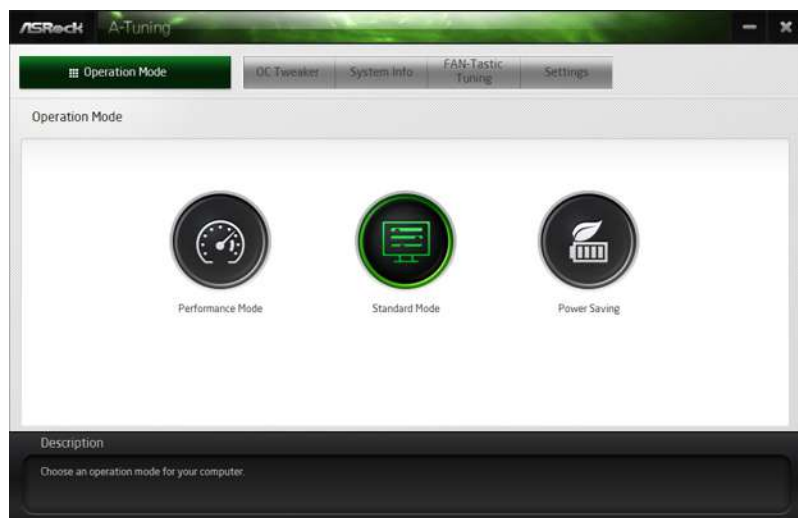 ASRock A-Tuning
Operation Mode OC Tweaker System Info FAN-Tastic Tuning Settings
Operation Mode
Performance Mode Standard Mode Power Saving
Description
Choose an operation mode for your computer.